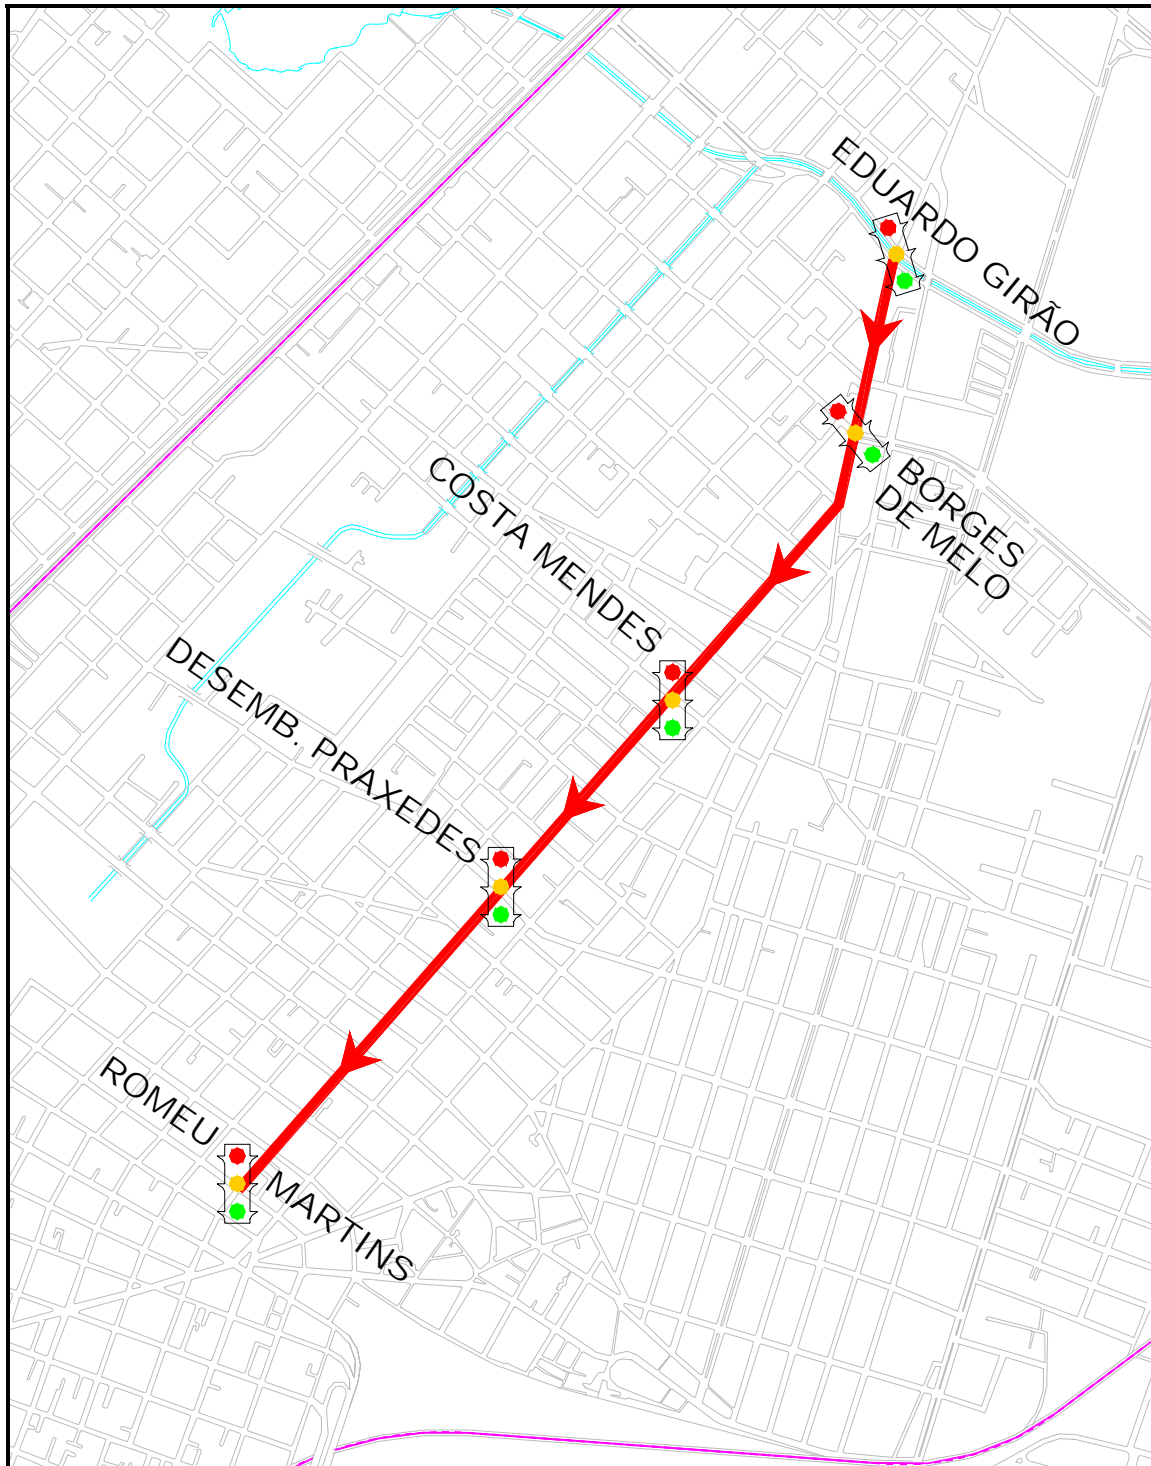 EDUARDO GIRÃO
BORGES
DE MELO
COSTA MENDES
DESEMB. PRAXEDES
ROMEU
MARTINS